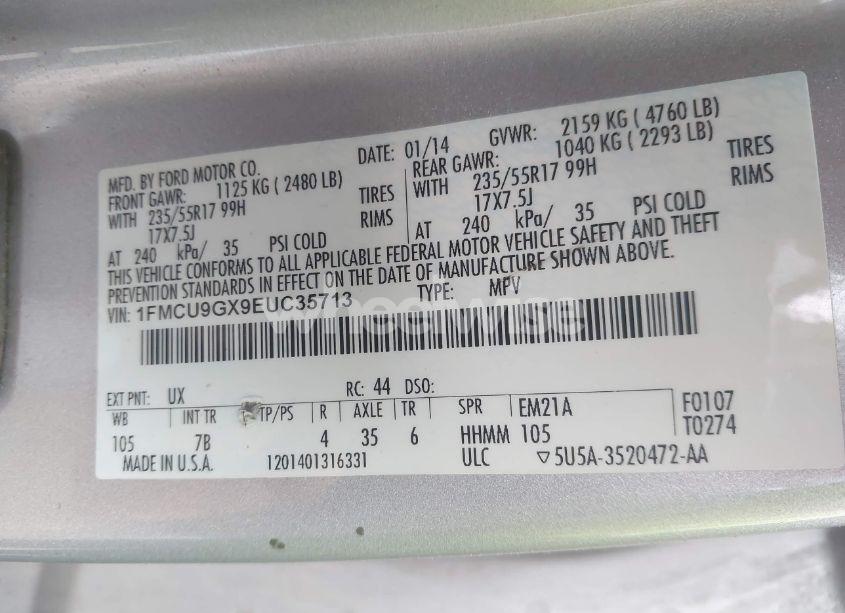 MFD. BY FORD MOTOR CO.
DATE: 01/14
GVWR: 2159 KG ( 4760 LB)
FRONT GAWR: 1125 KG ( 2480 LB)
REAR GAWR: 1040 KG ( 2293 LB)
WITH 235/55R17 99H TIRES
WITH 235/55R17 99H TIRES
17X7.5J RIMS
17X7.5J RIMS
AT 240 kPa/ 35 PSI COLD
AT 240 kPa/ 35 PSI COLD
THIS VEHICLE CONFORMS TO ALL APPLICABLE FEDERAL MOTOR VEHICLE SAFETY AND THEFT
PREVENTION STANDARDS IN EFFECT ON THE DATE OF MANUFACTURE SHOWN ABOVE.
VIN: 1FMCU9GX9EUC35713
TYPE: MPV
wheelwise
EXT PNT: UX RC: 44 DSO:
WB INT TR TP/PS R AXLE TR SPR EM21A F0107
105 7B 4 35 6 HHMM 105 T0274
MADE IN U.S.A. 1201401316331 ULC ▽5U5A-3520472-AA